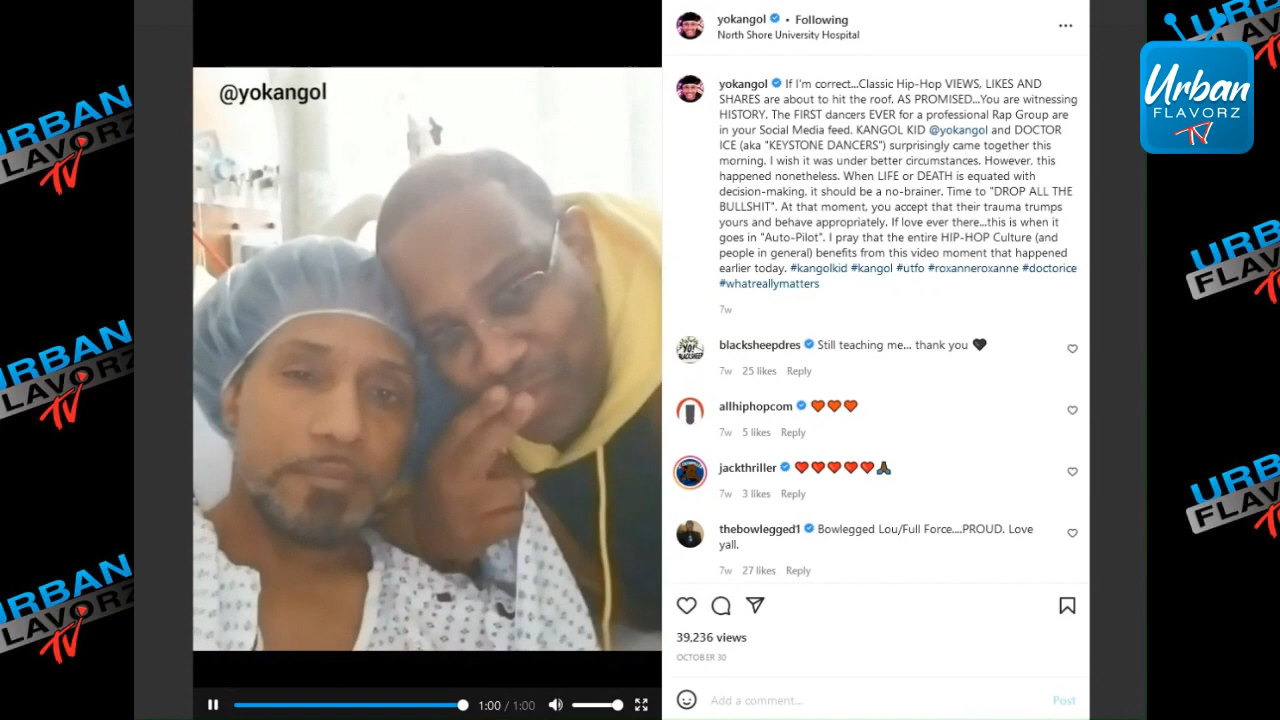 @yokangol
yokangol • Following
North Shore University Hospital
yokangol If I'm correct...Classic Hip-Hop VIEWS, LIKES AND
SHARES are about to hit the roof. AS PROMISED...You are witnessing
HISTORY. The FIRST dancers EVER for a professional Rap Group are
in your Social Media feed. KANGOL KID @yokangol and DOCTOR
ICE (aka "KEYSTONE DANCERS") surprisingly came together this
morning. I wish it was under better circumstances. However, this
happened nonetheless. When LIFE or DEATH is equated with
decision-making, it should be a no-brainer. Time to "DROP ALL THE
BULLSHIT". At that moment, you accept that their trauma trumps
yours and behave appropriately. If love ever there...this is when it
goes in "Auto-Pilot". I pray that the entire HIP-HOP Culture (and
people in general) benefits from this video moment that happened
earlier today. #kangolkid #kangol #utfo #roxanneroxanne #doctorice
#whatreallymatters
7w
blacksheepdres Still teaching me... thank you 🖤
7w 25 likes Reply
allhiphopcom ❤️❤️❤️
7w 5 likes Reply
jackthriller ❤️❤️❤️❤️❤️🙏🏾
7w 3 likes Reply
thebowlegged1 Bowlegged Lou/Full Force....PROUD. Love
yall.
7w 27 likes Reply
39,236 views
OCTOBER 30
Add a comment...
Post
1:00 / 1:00
Urban
FLAVORZ
TV
URBAN
FLAVORZ
TV
URBAN
FLAVORZ
TV
URBAN
FLAVORZ
TV